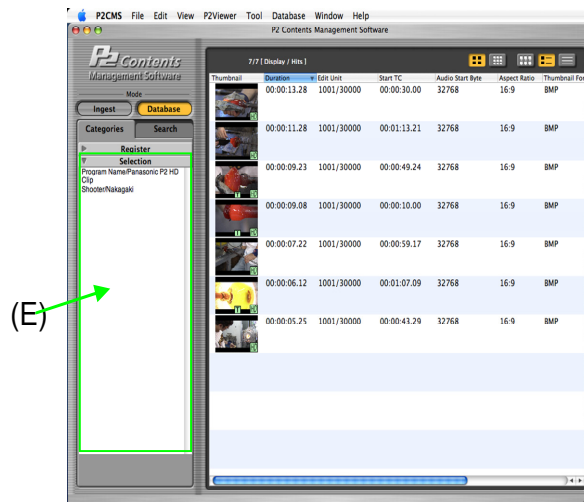 P2CMS File Edit View P2Viewer Tool Database Window Help
P2 Contents Management Software
P2 Contents
Management Software
Mode
Ingest Database
Categories Search
Register
Selection
Program Name/Panasonic P2 HD
Clip
Shooter/Nakagaki
(E)
7/7 [ Display / Hits ]
Thumbnail Duration Edit Unit Start TC Audio Start Byte Aspect Ratio Thumbnail For
00:00:13.28 1001/30000 00:00:30.00 32768 16:9 BMP
00:00:11.28 1001/30000 00:01:13.21 32768 16:9 BMP
00:00:09.23 1001/30000 00:00:49.24 32768 16:9 BMP
00:00:09.08 1001/30000 00:00:10.00 32768 16:9 BMP
00:00:07.22 1001/30000 00:00:59.17 32768 16:9 BMP
00:00:06.12 1001/30000 00:01:07.09 32768 16:9 BMP
00:00:05.25 1001/30000 00:00:43.29 32768 16:9 BMP